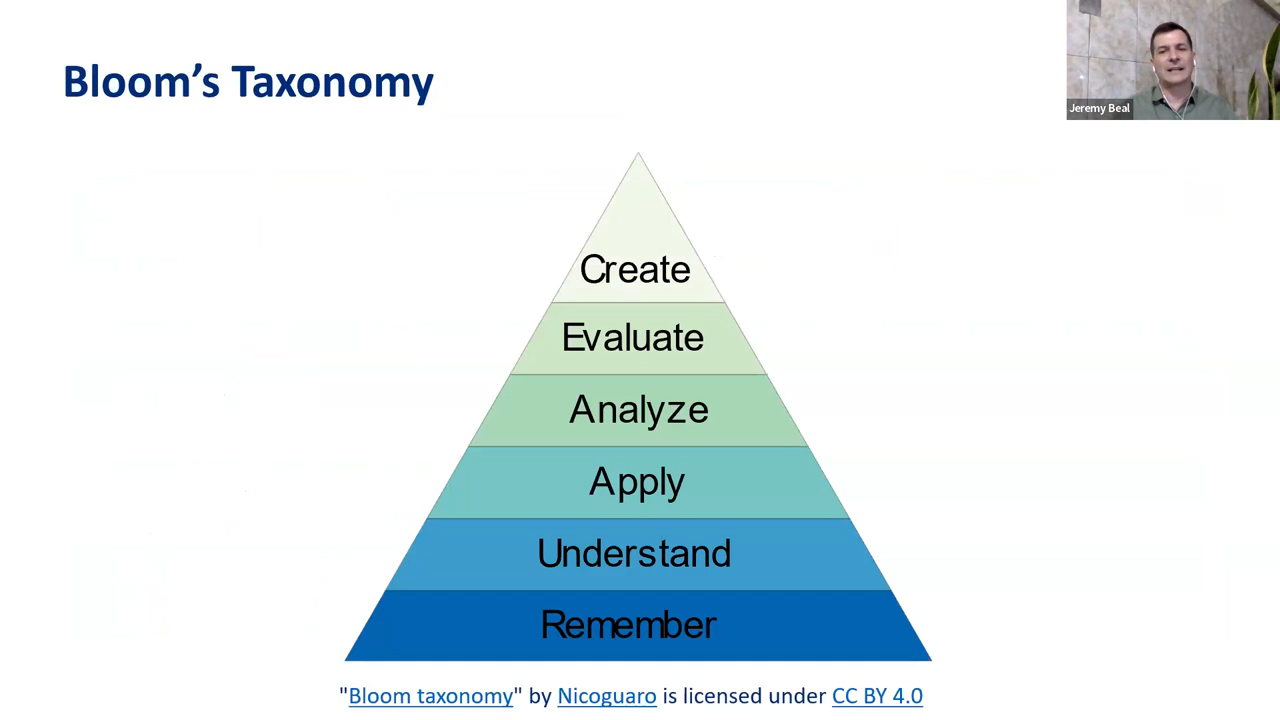 Bloom’s Taxonomy
Jeremy Beal
Create
Evaluate
Analyze
Apply
Understand
Remember
"Bloom taxonomy" by Nicoguaro is licensed under CC BY 4.0